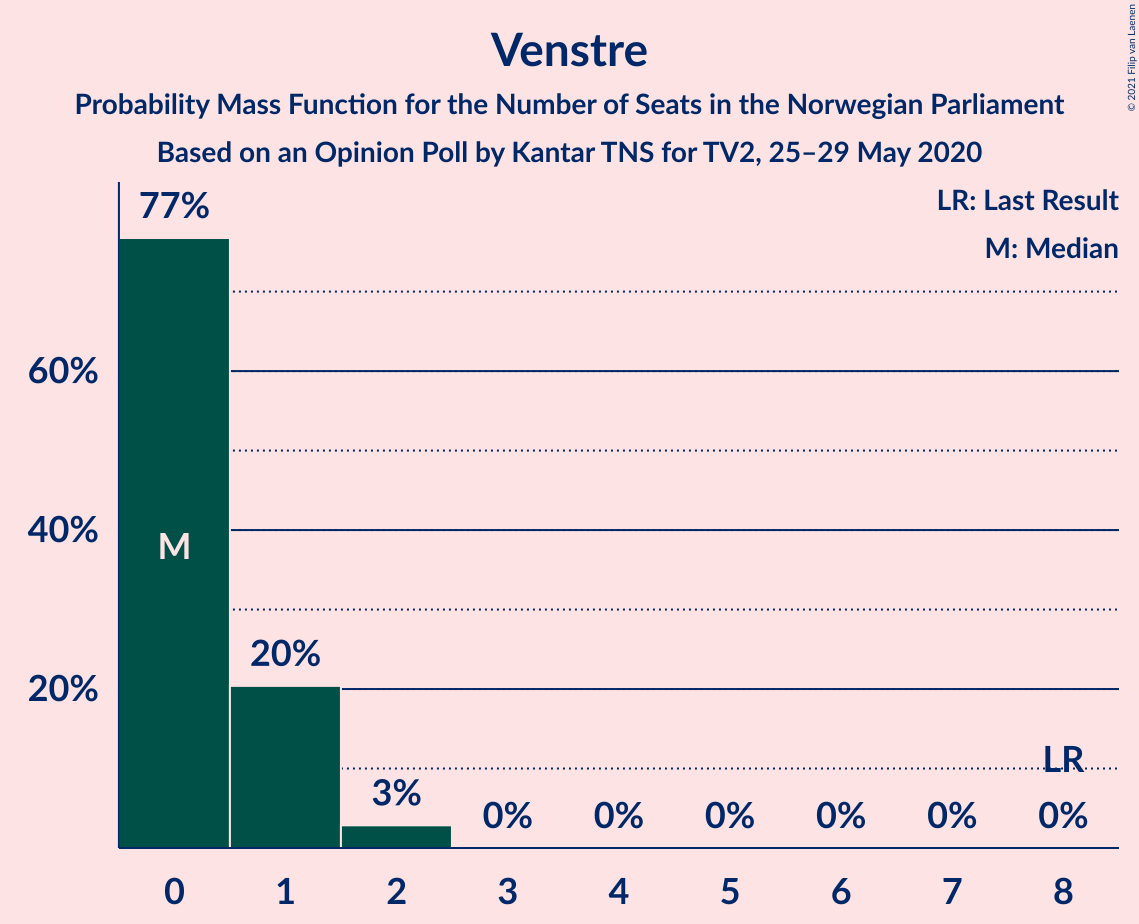 Venstre
Probability Mass Function for the Number of Seats in the Norwegian Parliament
Based on an Opinion Poll by Kantar TNS for TV2, 25–29 May 2020
© 2021 Filip van Laenen
LR: Last Result
M: Median
77%
60%
40%
M
20%
20%
LR
3%
0%
0%
0%
0%
0%
0%
0 1 2 3 4 5 6 7 8